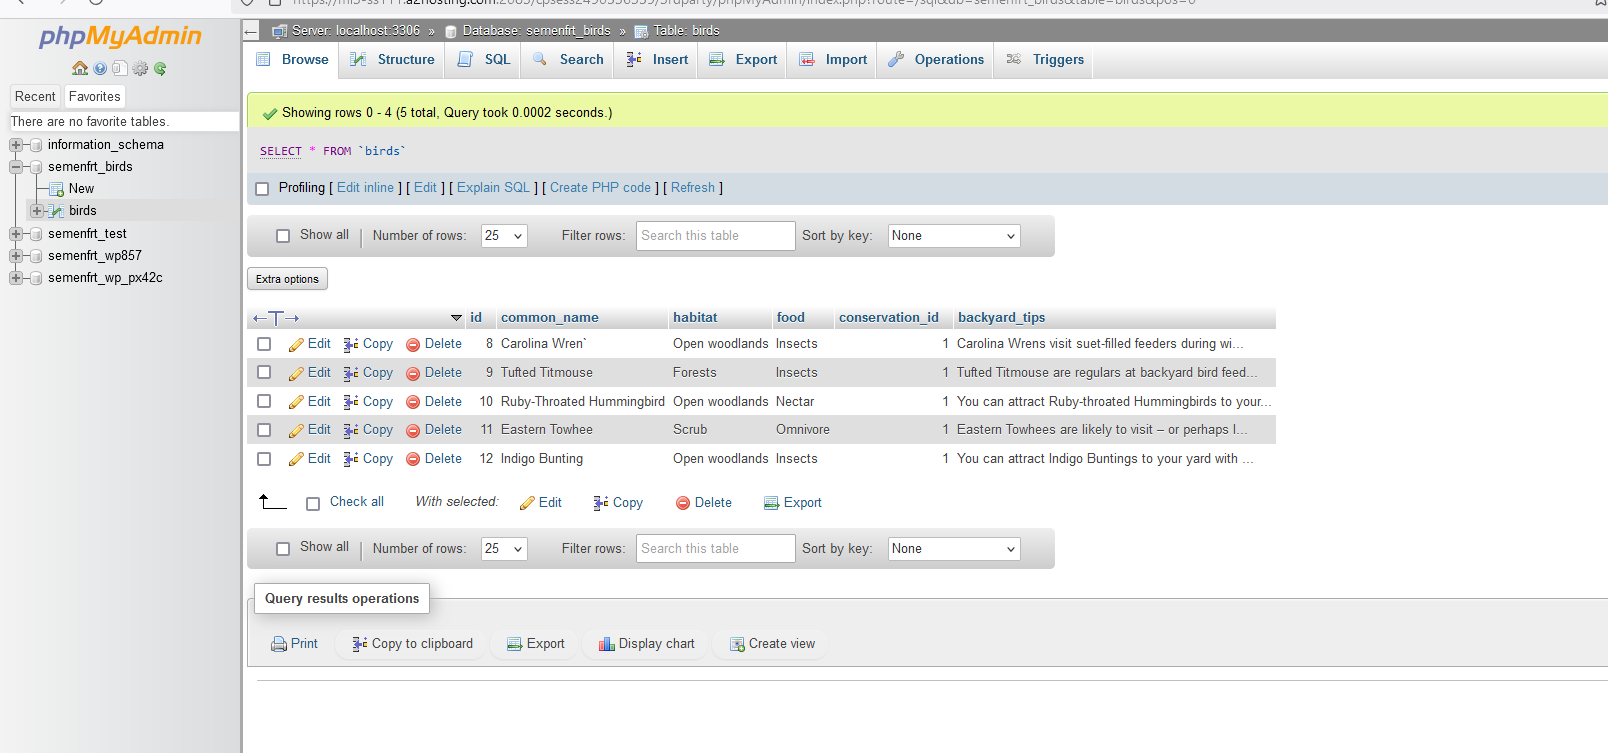 phpMyAdmin
Recent Favorites
There are no favorite tables.
information_schema
semenfrt_birds
New
birds
semenfrt_test
semenfrt_wp857
semenfrt_wp_px42c
Server: localhost:3306 » Database: semenfrt_birds » Table: birds
Browse Structure SQL Search Insert Export Import Operations Triggers
Showing rows 0 - 4 (5 total, Query took 0.0002 seconds.)
SELECT * FROM `birds`
Profiling [ Edit inline ] [ Edit ] [ Explain SQL ] [ Create PHP code ] [ Refresh ]
Show all Number of rows: 25 Filter rows: Search this table Sort by key: None
Extra options
←T→ id common_name habitat food conservation_id backyard_tips
Edit Copy Delete 8 Carolina Wren` Open woodlands Insects 1 Carolina Wrens visit suet-filled feeders during wi...
Edit Copy Delete 9 Tufted Titmouse Forests Insects 1 Tufted Titmouse are regulars at backyard bird feed...
Edit Copy Delete 10 Ruby-Throated Hummingbird Open woodlands Nectar 1 You can attract Ruby-throated Hummingbirds to your...
Edit Copy Delete 11 Eastern Towhee Scrub Omnivore 1 Eastern Towhees are likely to visit – or perhaps l...
Edit Copy Delete 12 Indigo Bunting Open woodlands Insects 1 You can attract Indigo Buntings to your yard with ...
Check all With selected: Edit Copy Delete Export
Show all Number of rows: 25 Filter rows: Search this table Sort by key: None
Query results operations
Print Copy to clipboard Export Display chart Create view